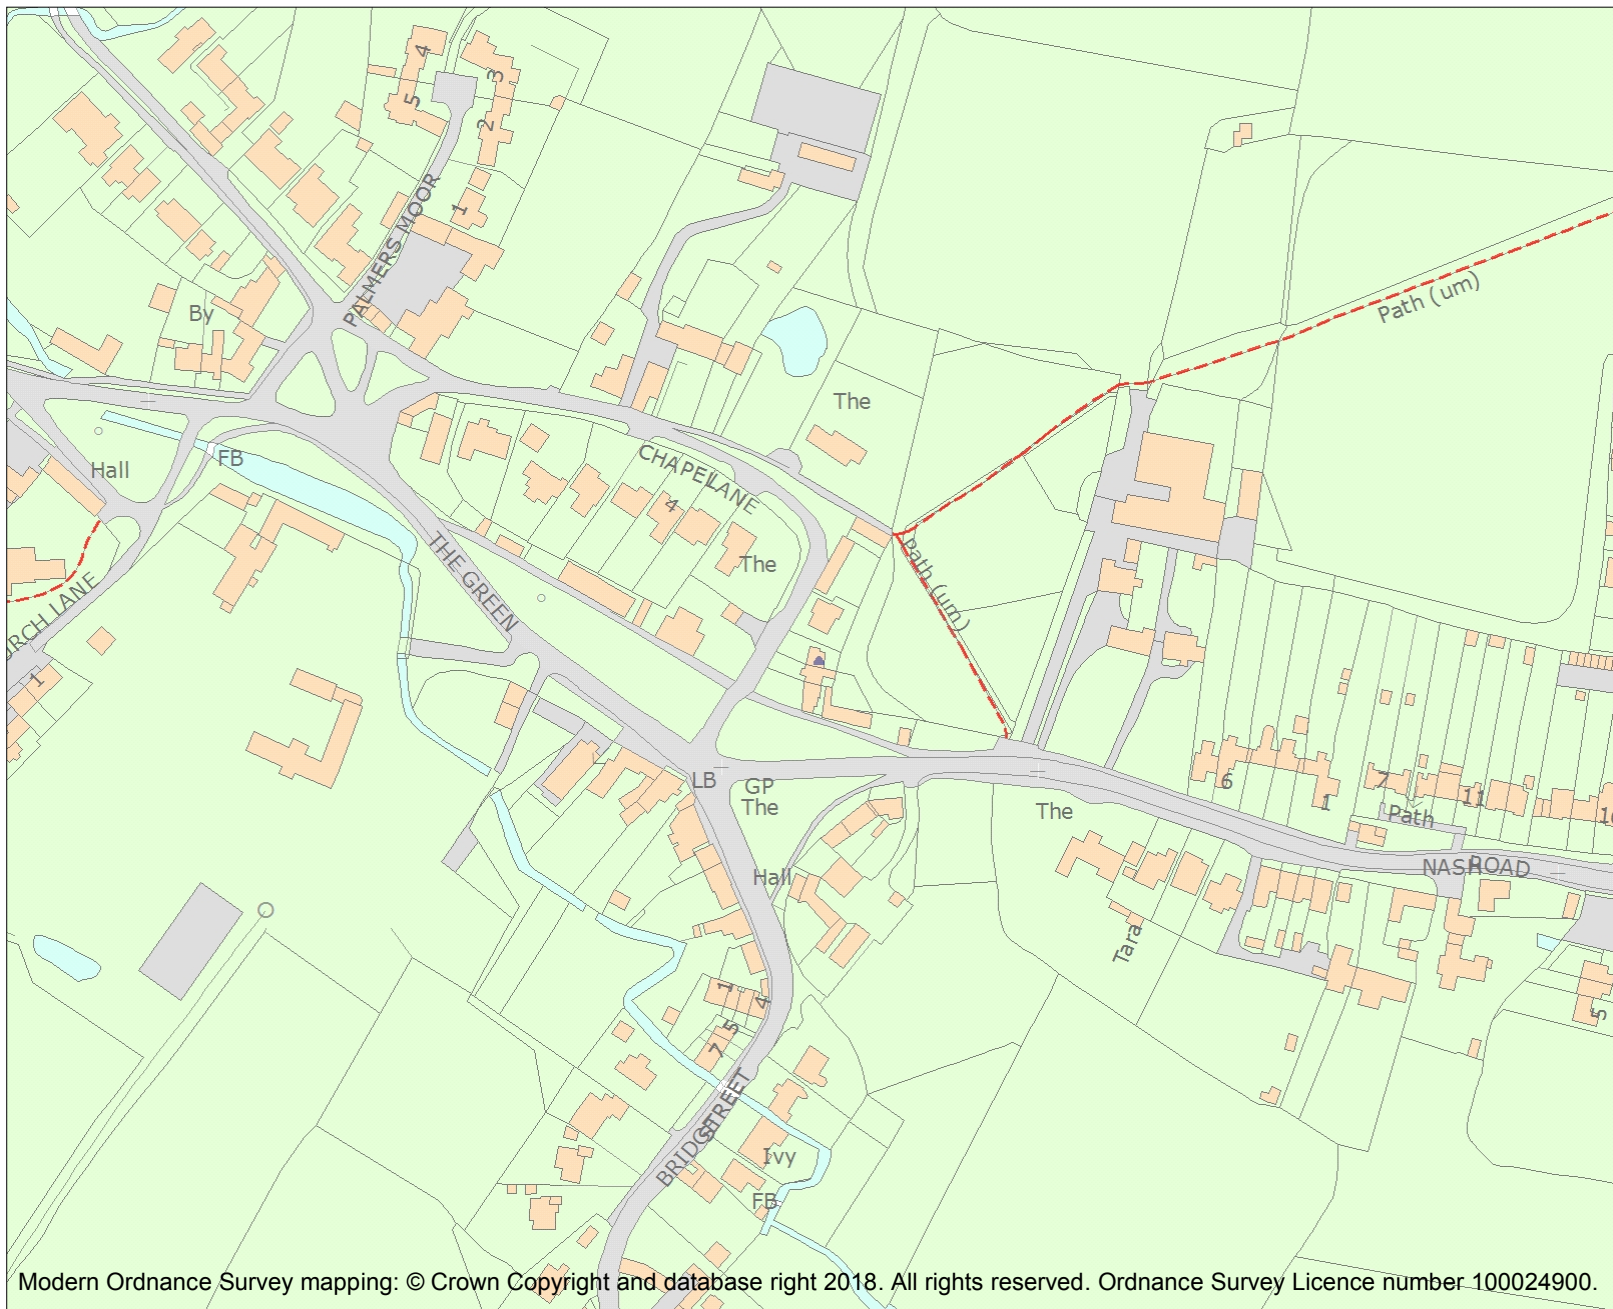 4
3
5
2
PALMERS MOOR
1
Path (um)
By
The
Hall
FB
CHAPEL LANE
4
THE GREEN
The
Path (um)
1
LB
GP
The
The
6
1
7
11
Path
NASH ROAD
Hall
Tara
1
4
5
7
5
BRIDGE STREET
Ivy
FB
Modern Ordnance Survey mapping: © Crown Copyright and database right 2018. All rights reserved. Ordnance Survey Licence number 100024900.